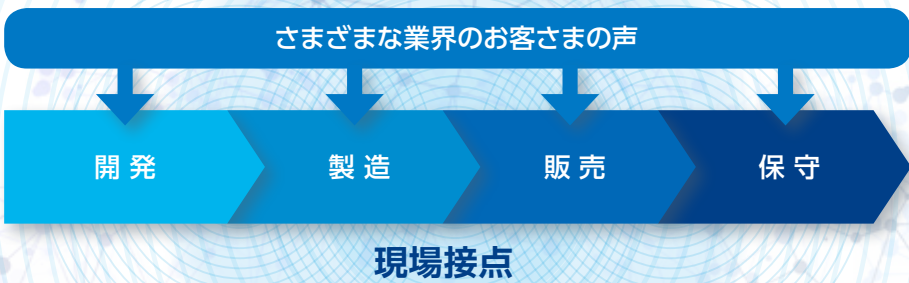 さまざまな業界のお客さまの声
開発
製造
販売
保守
現場接点